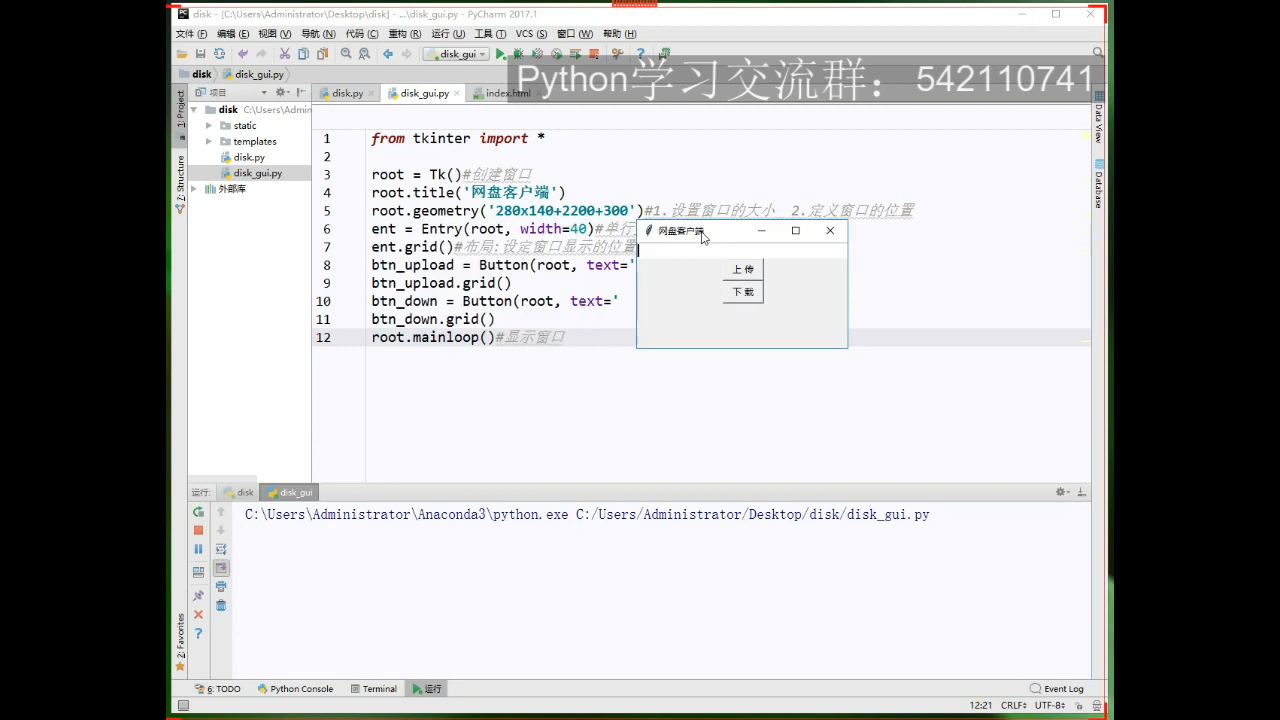 disk - [C:\Users\Administrator\Desktop\disk] - ...\disk_gui.py - PyCharm 2017.1
文件 (F) 编辑 (E) 视图 (V) 导航 (N) 代码 (C) 重构 (R) 运行 (U) 工具 (T) VCS (S) 窗口 (W) 帮助 (H)
disk_gui
disk disk_gui.py
Python学习交流群：542110741
项目
disk.py disk_gui.py index.html
1: Project
Z: Structure
2: Favorites
Data View
Database
disk C:\Users\Admin
static
templates
disk.py
disk_gui.py
外部库
1 from tkinter import *
2
3 root = Tk()#创建窗口
4 root.title('网盘客户端')
5 root.geometry('280x140+2200+300')#1.设置窗口的大小 2.定义窗口的位置
6 ent = Entry(root, width=40)#单行
7 ent.grid()#布局:设定窗口显示的位置
8 btn_upload = Button(root, text='
9 btn_upload.grid()
10 btn_down = Button(root, text='
11 btn_down.grid()
12 root.mainloop()#显示窗口
网盘客户端
上 传
下 载
运行: disk disk_gui
C:\Users\Administrator\Anaconda3\python.exe C:/Users/Administrator/Desktop/disk/disk_gui.py
6: TODO Python Console Terminal 运行 Event Log
12:21 CRLF UTF-8